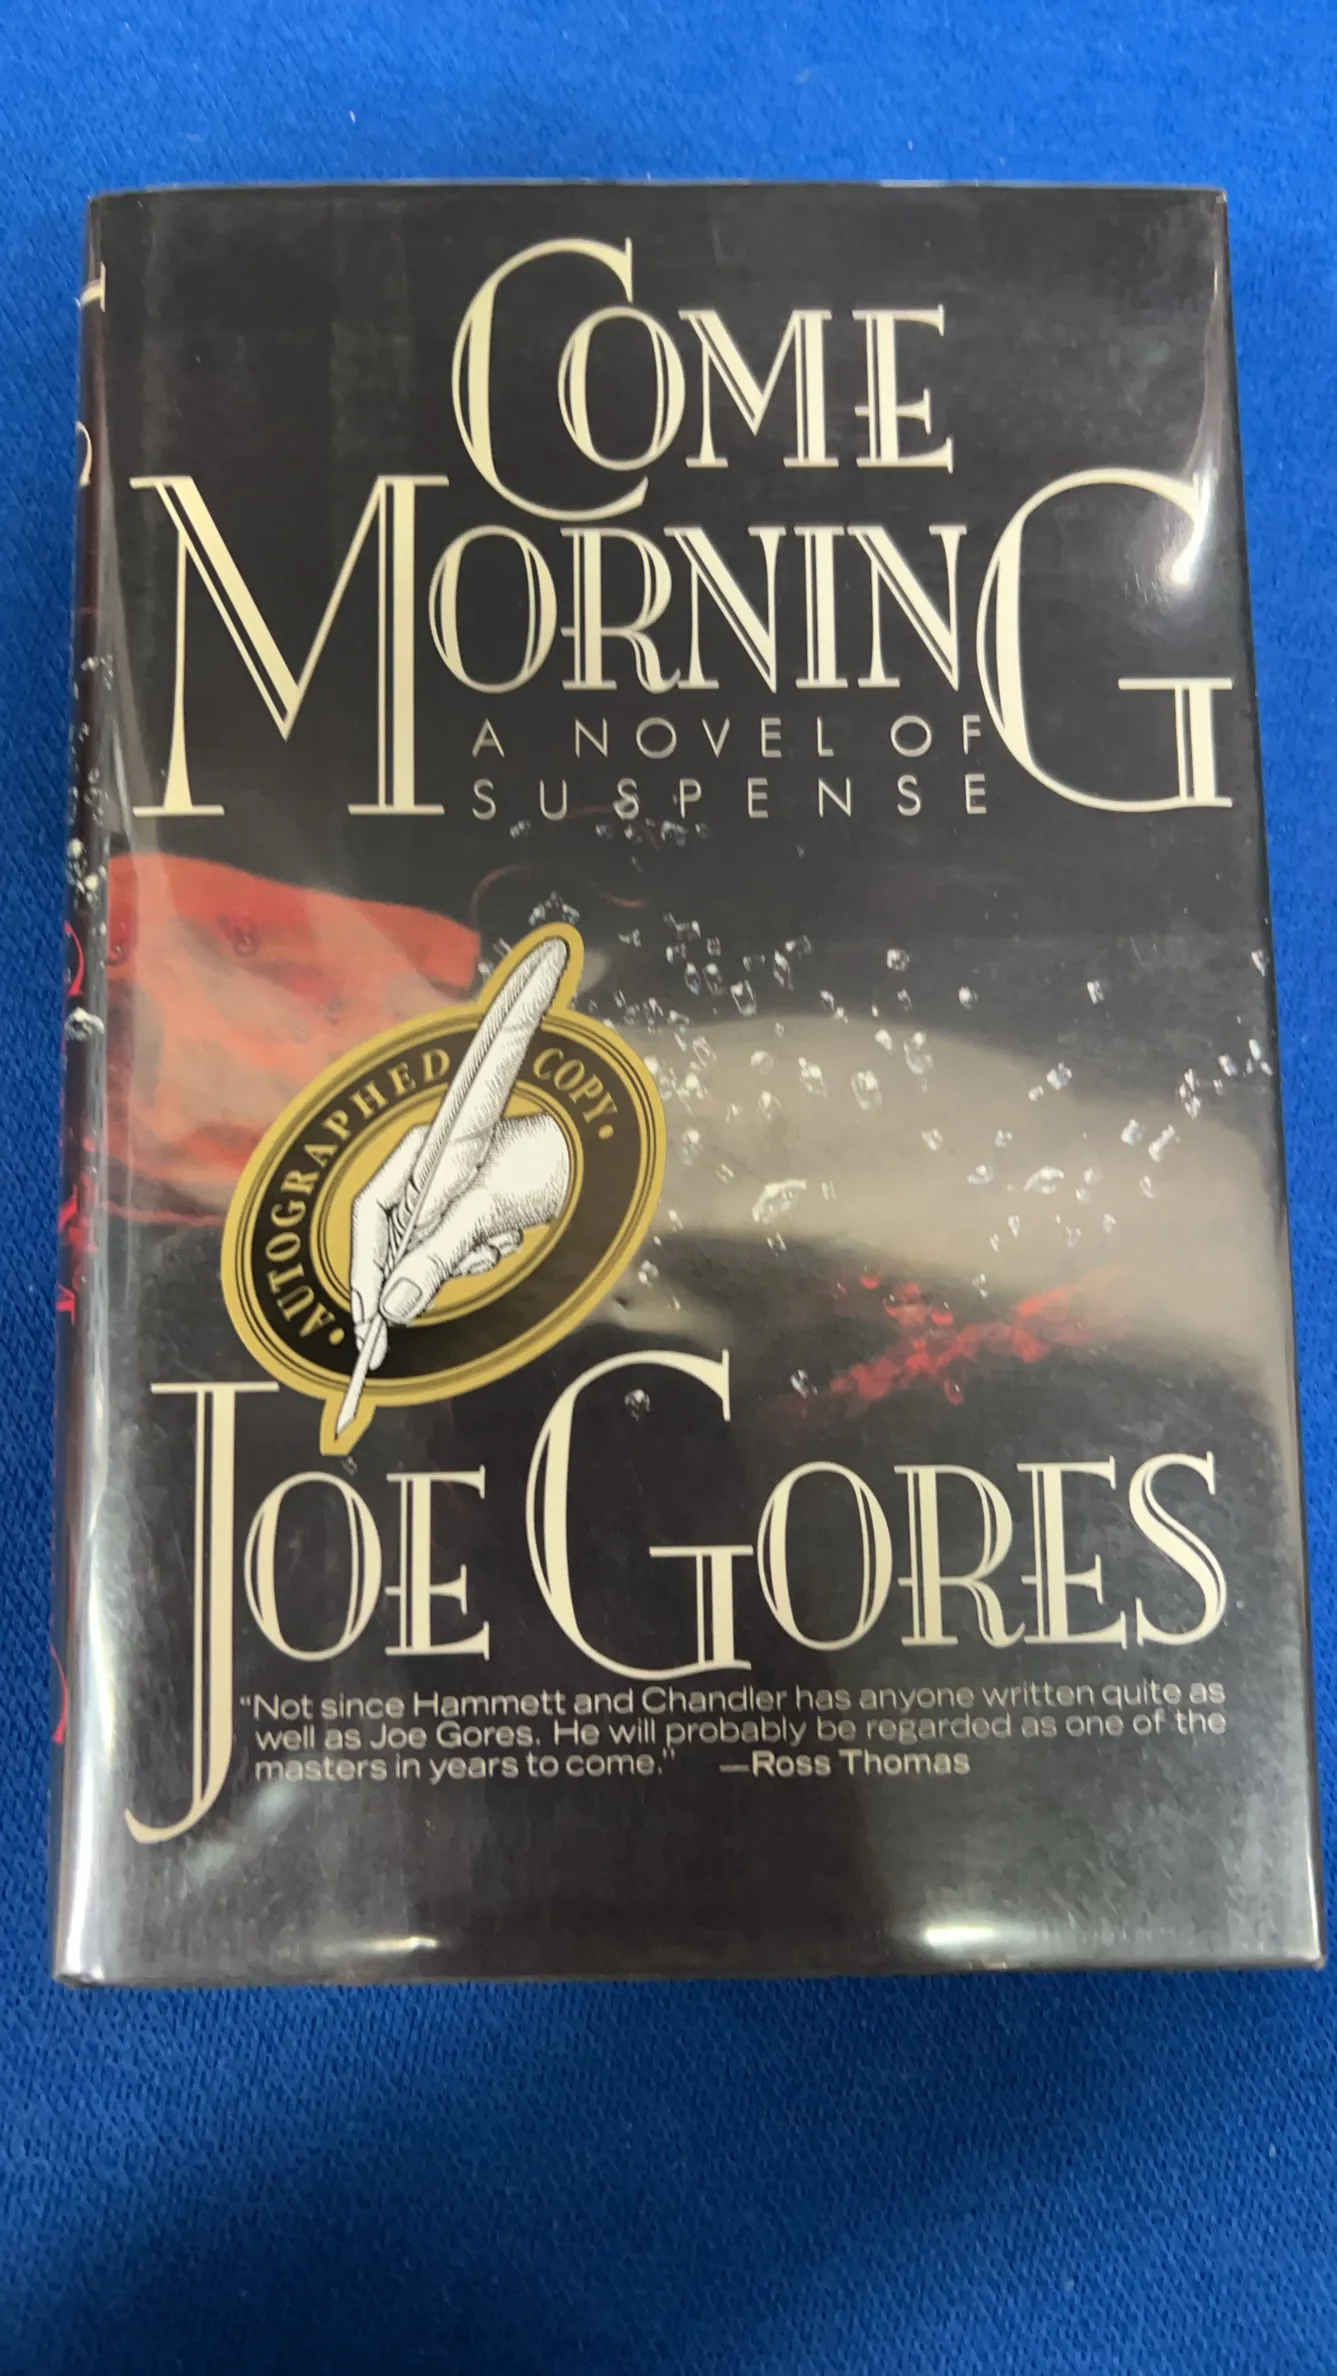 COME
MORNING
A NOVEL OF
SUSPENSE
• AUTOGRAPHED COPY •
JOE GORES
“Not since Hammett and Chandler has anyone written quite as
well as Joe Gores. He will probably be regarded as one of the
masters in years to come.” —Ross Thomas